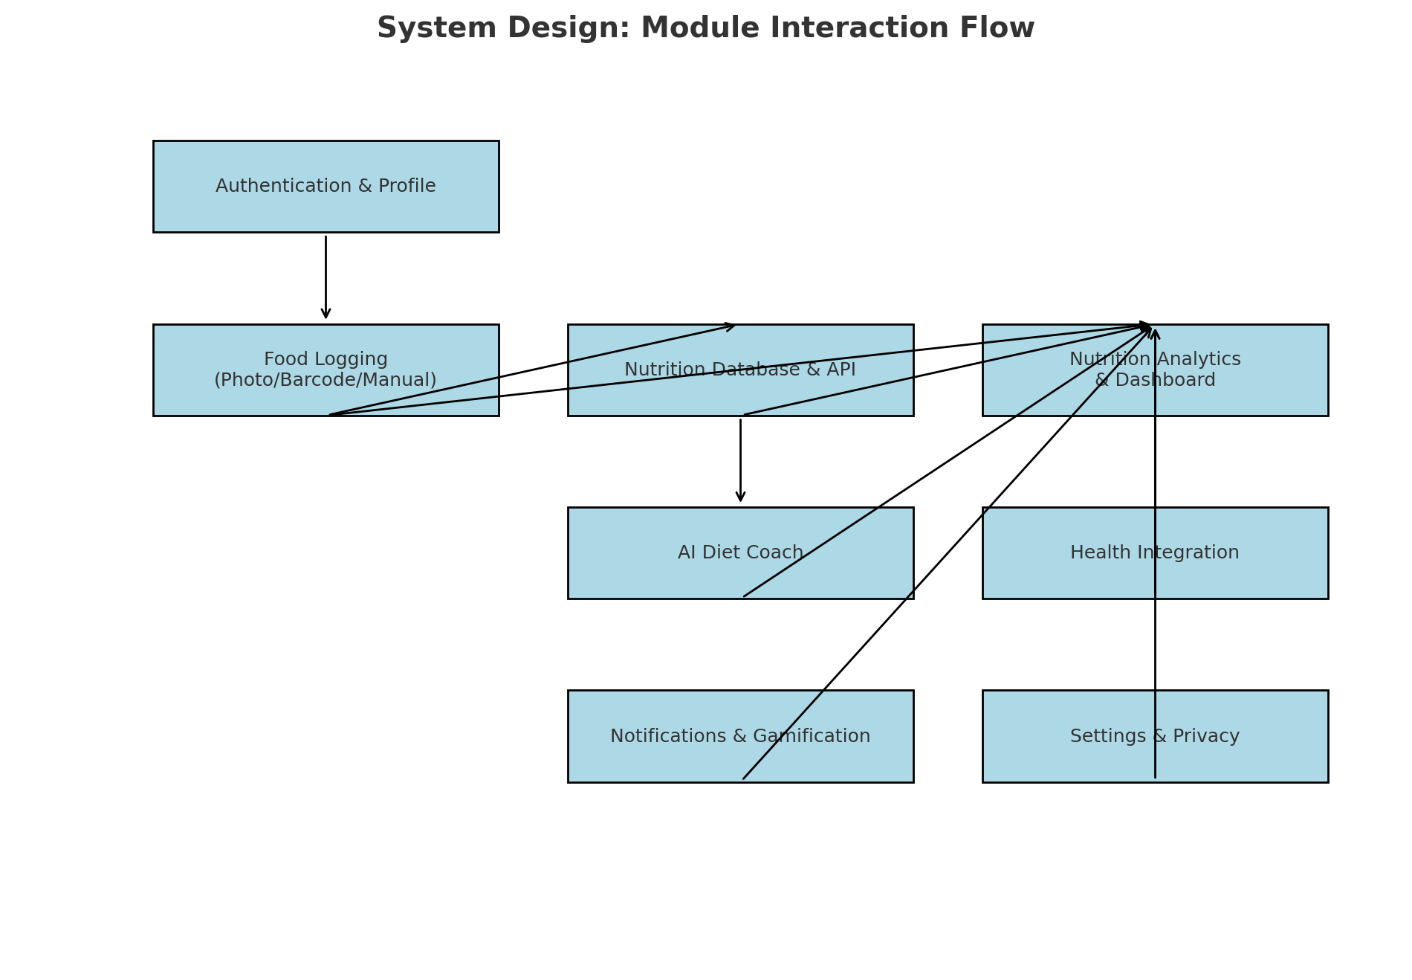 System Design: Module Interaction Flow
Authentication & Profile
Food Logging
(Photo/Barcode/Manual)
Nutrition Database & API
Nutrition Analytics
& Dashboard
AI Diet Coach
Health Integration
Notifications & Gamification
Settings & Privacy